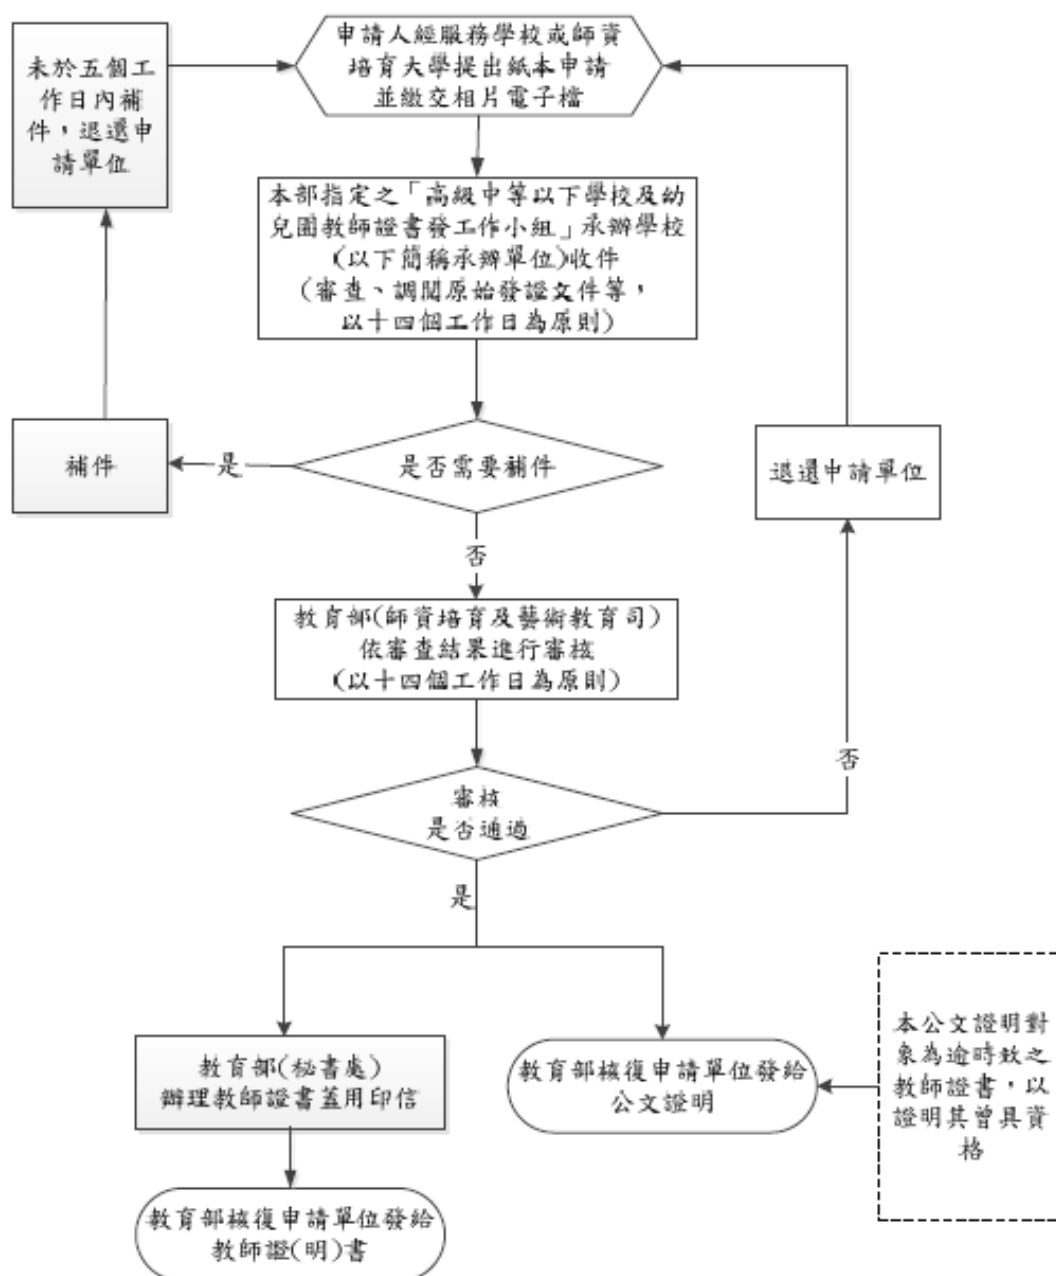 申請人經服務學校或師資
培育大學提出紙本申請
並繳交相片電子檔
未於五個工
作日內補
件，退還申
請單位
本部指定之「高級中等以下學校及幼
兒園教師證書發工作小組」承辦學校
(以下簡稱承辦單位)收件
(審查、調閱原始發證文件等，
以十四個工作日為原則)
補件
是
是否需要補件
退還申請單位
否
教育部(師資培育及藝術教育司)
依審查結果進行審核
(以十四個工作日為原則)
否
審核
是否通過
是
教育部(秘書處)
辦理教師證書蓋用印信
教育部核復申請單位發給
公文證明
本公文證明對
象為逾時效之
教師證書，以
證明其曾具資
格
教育部核復申請單位發給
教師證(明)書